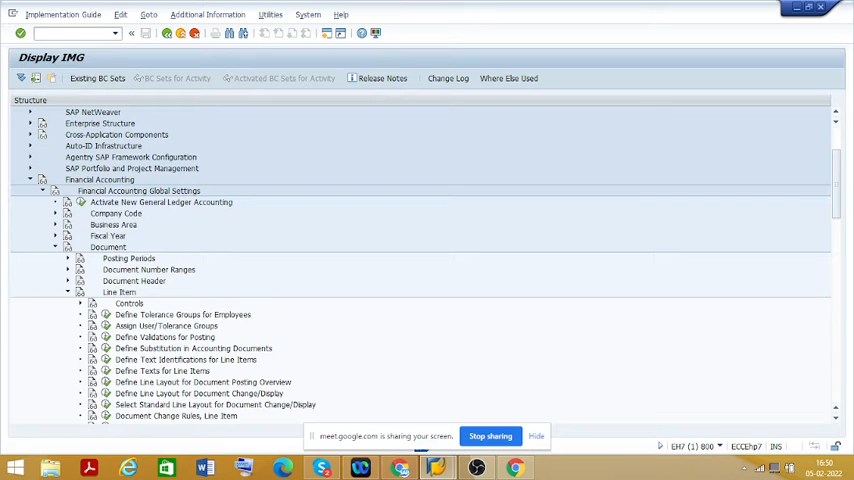 Implementation Guide Edit Goto Additional Information Utilities System Help
Display IMG
Existing BC Sets BC Sets for Activity Activated BC Sets for Activity Release Notes Change Log Where Else Used
Structure
SAP NetWeaver
Enterprise Structure
Cross-Application Components
Auto-ID Infrastructure
Agentry SAP Framework Configuration
SAP Portfolio and Project Management
Financial Accounting
Financial Accounting Global Settings
Activate New General Ledger Accounting
Company Code
Business Area
Fiscal Year
Document
Posting Periods
Document Number Ranges
Document Header
Line Item
Controls
Define Tolerance Groups for Employees
Assign User/Tolerance Groups
Define Validations for Posting
Define Substitution in Accounting Documents
Define Text Identifications for Line Items
Define Texts for Line Items
Define Line Layout for Document Posting Overview
Define Line Layout for Document Change/Display
Select Standard Line Layout for Document Change/Display
Document Change Rules, Line Item
meet.google.com is sharing your screen. Stop sharing Hide
EH7 (1) 800 ECCEhp7 INS
16:50
05-02-2022